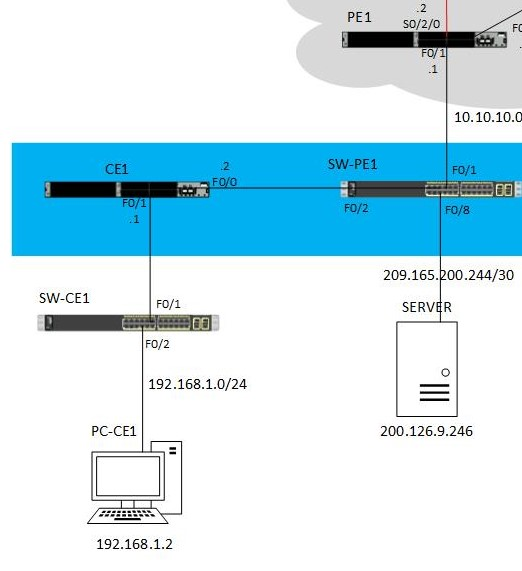 .2
PE1
S0/2/0
F0/1
.1
10.10.10.0
CE1
.2
F0/0
SW-PE1
F0/1
F0/1
.1
F0/2
F0/8
209.165.200.244/30
SW-CE1
F0/1
SERVER
F0/2
192.168.1.0/24
PC-CE1
200.126.9.246
192.168.1.2